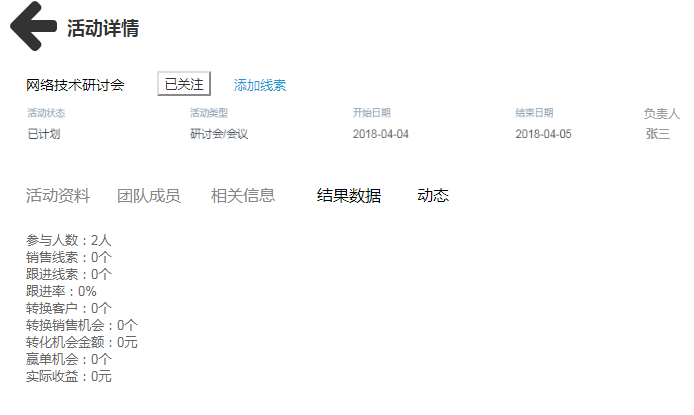 活动详情
网络技术研讨会 已关注 添加线索
活动状态 活动类型 开始日期 结束日期 负责人
已计划 研讨会/会议 2018-04-04 2018-04-05 张三
活动资料 团队成员 相关信息 结果数据 动态
参与人数：2人
销售线索：0个
跟进线索：0个
跟进率：0%
转换客户：0个
转换销售机会：0个
转化机会金额：0元
赢单机会：0个
实际收益：0元